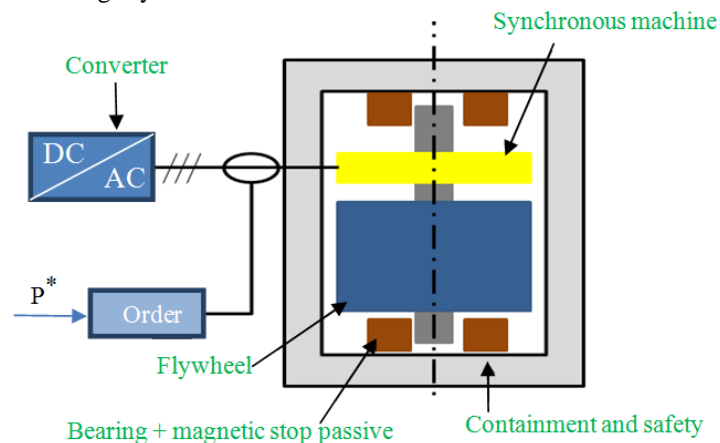 Synchronous machine
Converter
DC
AC
P*
Order
Flywheel
Bearing + magnetic stop passive
Containment and safety